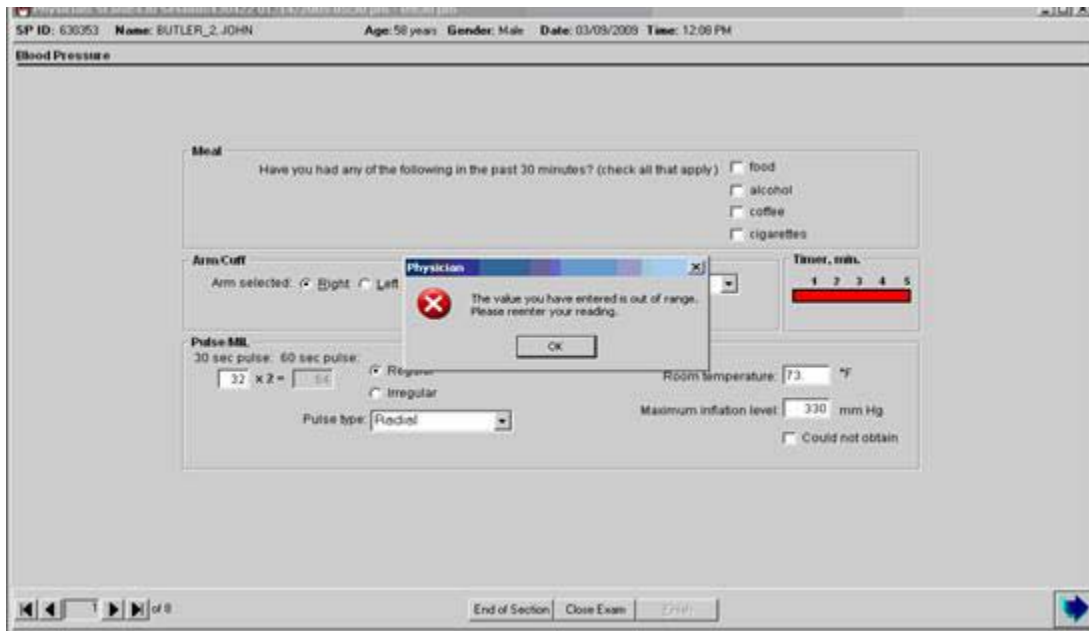 SP ID: 630353 Name: BUTLER_2, JOHN Age: 58 years Gender: Male Date: 03/09/2009 Time: 12:08 PM
Blood Pressure
Meal
Have you had any of the following in the past 30 minutes? (check all that apply)
food
alcohol
coffee
cigarettes
Arm/Cuff
Arm selected: Right Left
Timer, min.
1 2 3 4 5
Physician
The value you have entered is out of range.
Please reenter your reading.
OK
Pulse/MIL
30 sec pulse: 60 sec pulse:
32 x 2 = 64
Regular
Irregular
Pulse type: Radial
Room temperature: 73. °F
Maximum inflation level: 330 mm Hg
Could not obtain
1 of 8
End of Section Close Exam Finish